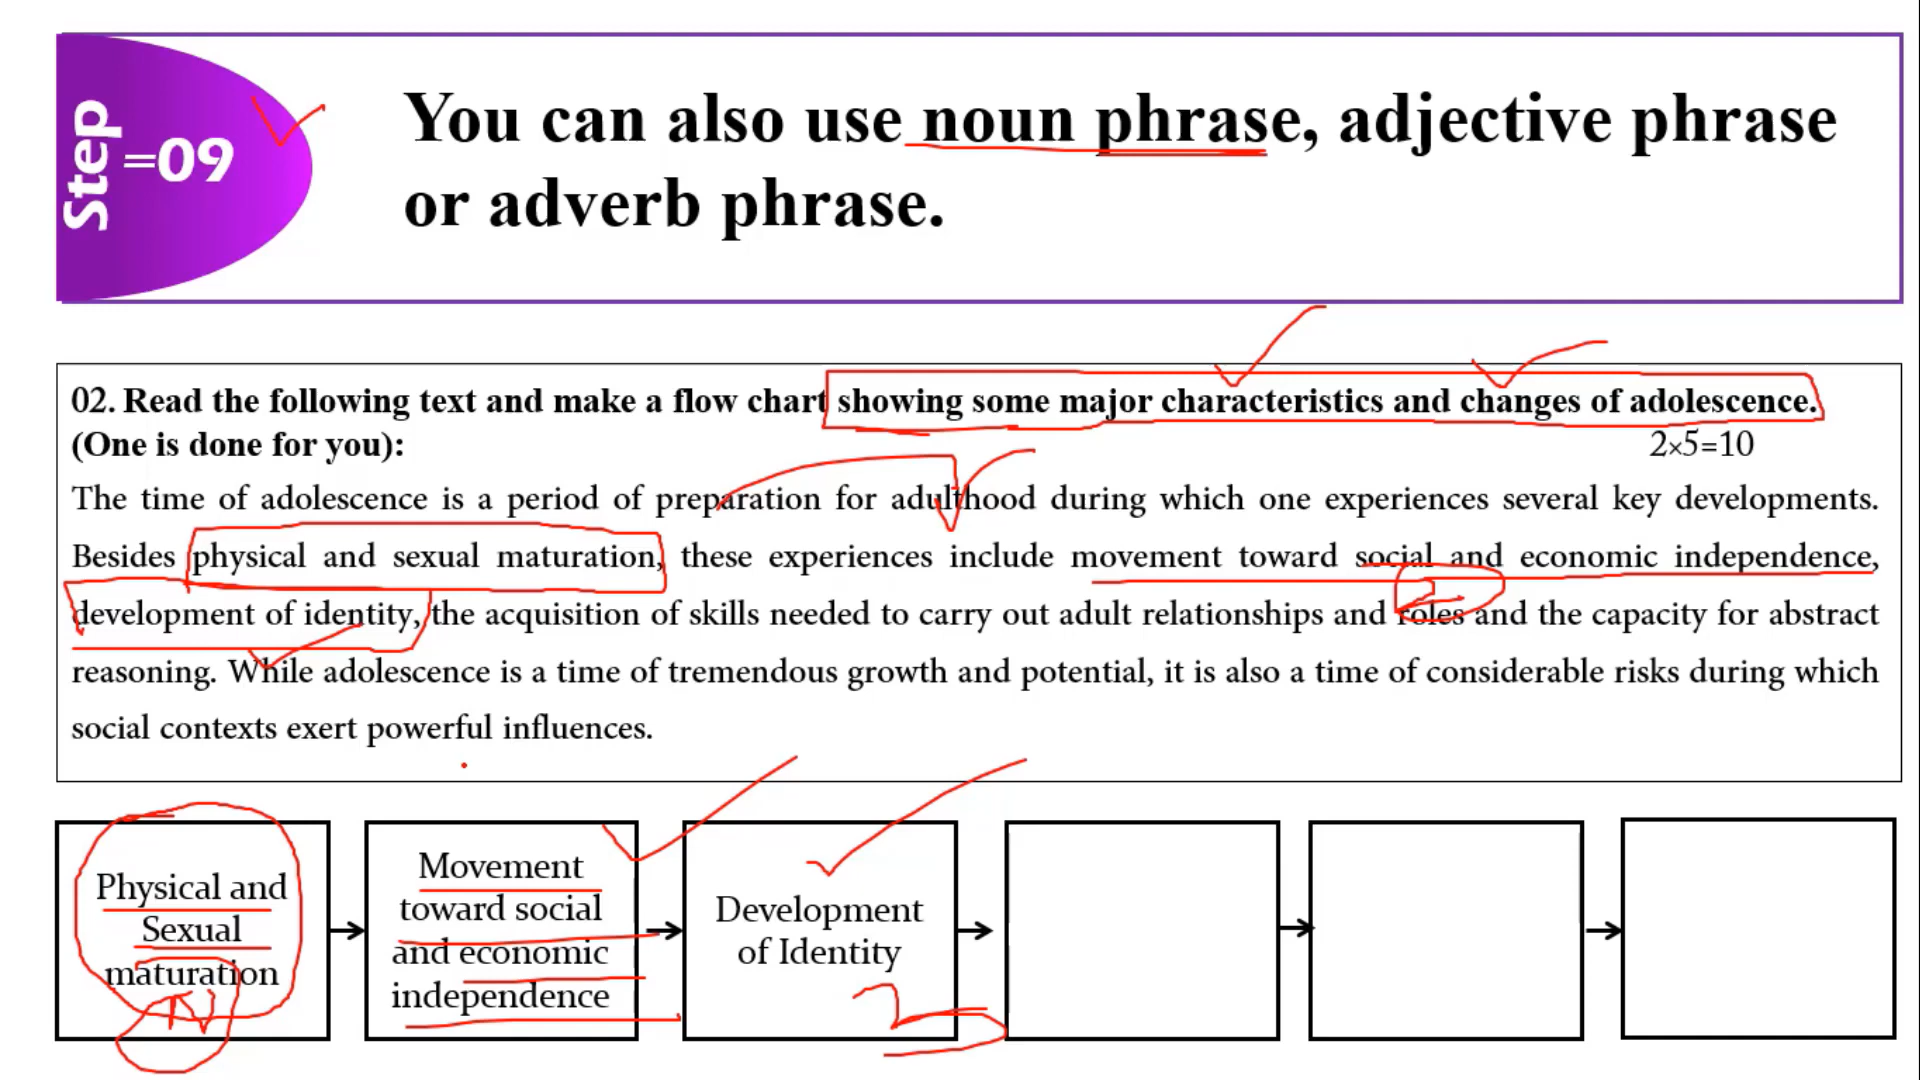 Step =09
You can also use noun phrase, adjective phrase
or adverb phrase.
02. Read the following text and make a flow chart showing some major characteristics and changes of adolescence.
(One is done for you): 2×5=10
The time of adolescence is a period of preparation for adulthood during which one experiences several key developments.
Besides physical and sexual maturation, these experiences include movement toward social and economic independence,
development of identity, the acquisition of skills needed to carry out adult relationships and roles and the capacity for abstract
reasoning. While adolescence is a time of tremendous growth and potential, it is also a time of considerable risks during which
social contexts exert powerful influences.
Physical and
Sexual
maturation
Movement
toward social
and economic
independence
Development
of Identity